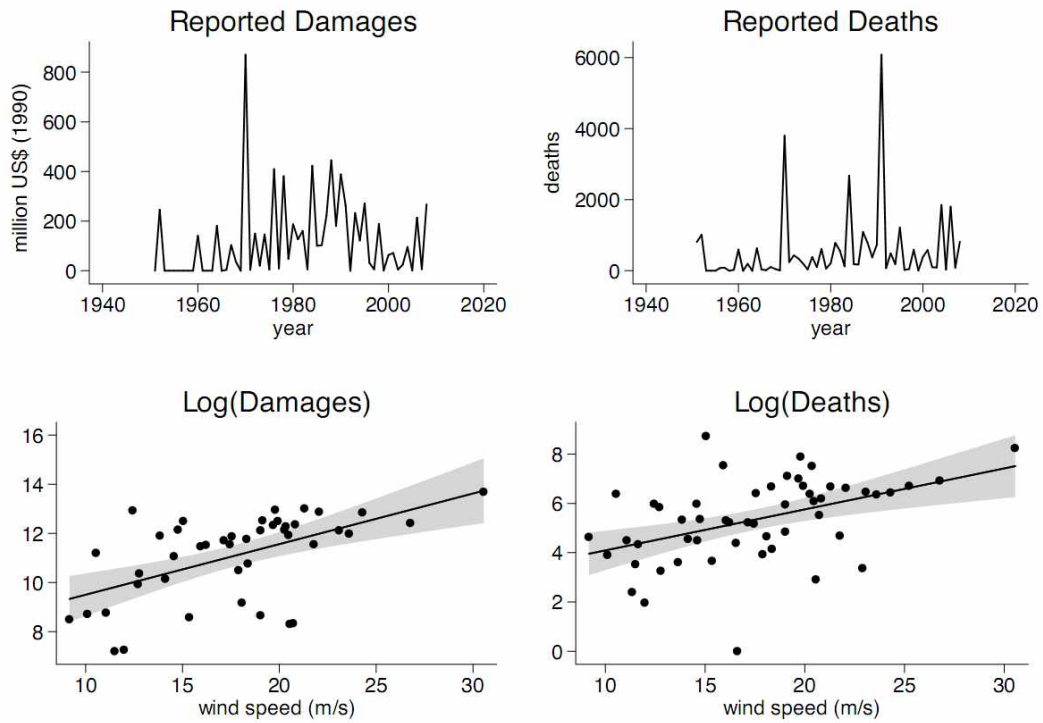 Reported Damages
million US$ (1990)
800
600
400
200
0
1940 1960 1980 2000 2020
year
Reported Deaths
deaths
6000
4000
2000
0
1940 1960 1980 2000 2020
year
Log(Damages)
16
14
12
10
8
10 15 20 25 30
wind speed (m/s)
Log(Deaths)
8
6
4
2
0
10 15 20 25 30
wind speed (m/s)